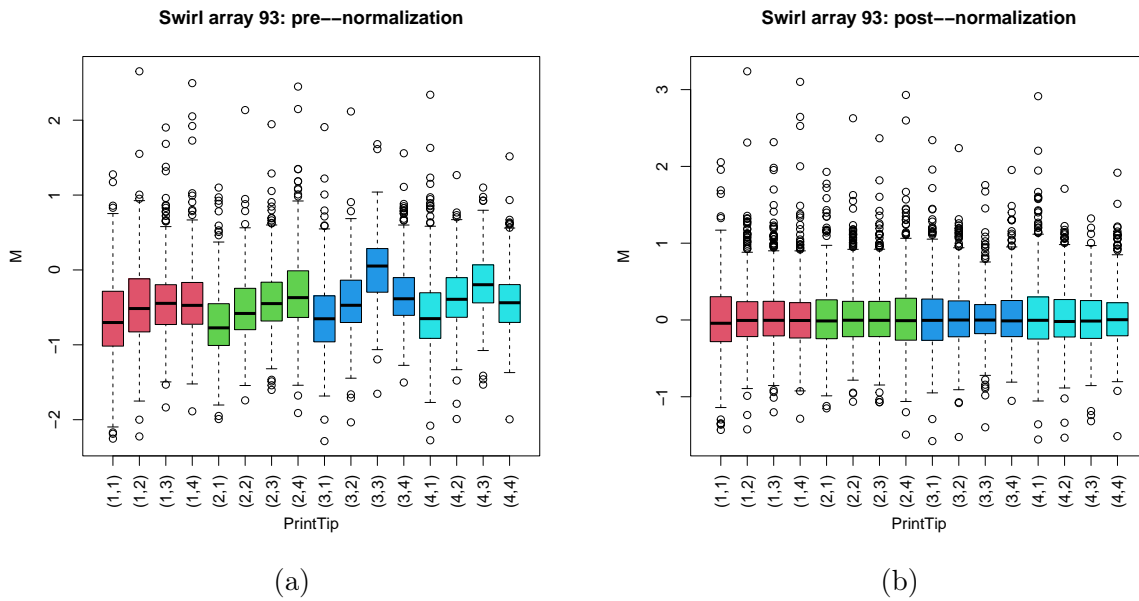 Swirl array 93: pre−−normalization
M
2
1
0
−1
−2
(1,1) (1,2) (1,3) (1,4) (2,1) (2,2) (2,3) (2,4) (3,1) (3,2) (3,3) (3,4) (4,1) (4,2) (4,3) (4,4)
PrintTip
(a)
Swirl array 93: post−−normalization
M
3
2
1
0
−1
(1,1) (1,2) (1,3) (1,4) (2,1) (2,2) (2,3) (2,4) (3,1) (3,2) (3,3) (3,4) (4,1) (4,2) (4,3) (4,4)
PrintTip
(b)